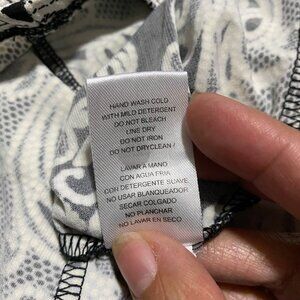 HAND WASH COLD
WITH MILD DETERGENT
DO NOT BLEACH
LINE DRY
DO NOT IRON
DO NOT DRYCLEAN /
LAVAR A MANO
CON AGUA FRIA
CON DETERGENTE SUAVE
NO USAR BLANQUEADOR
SECAR COLGADO
NO PLANCHAR
NO LAVAR EN SECO